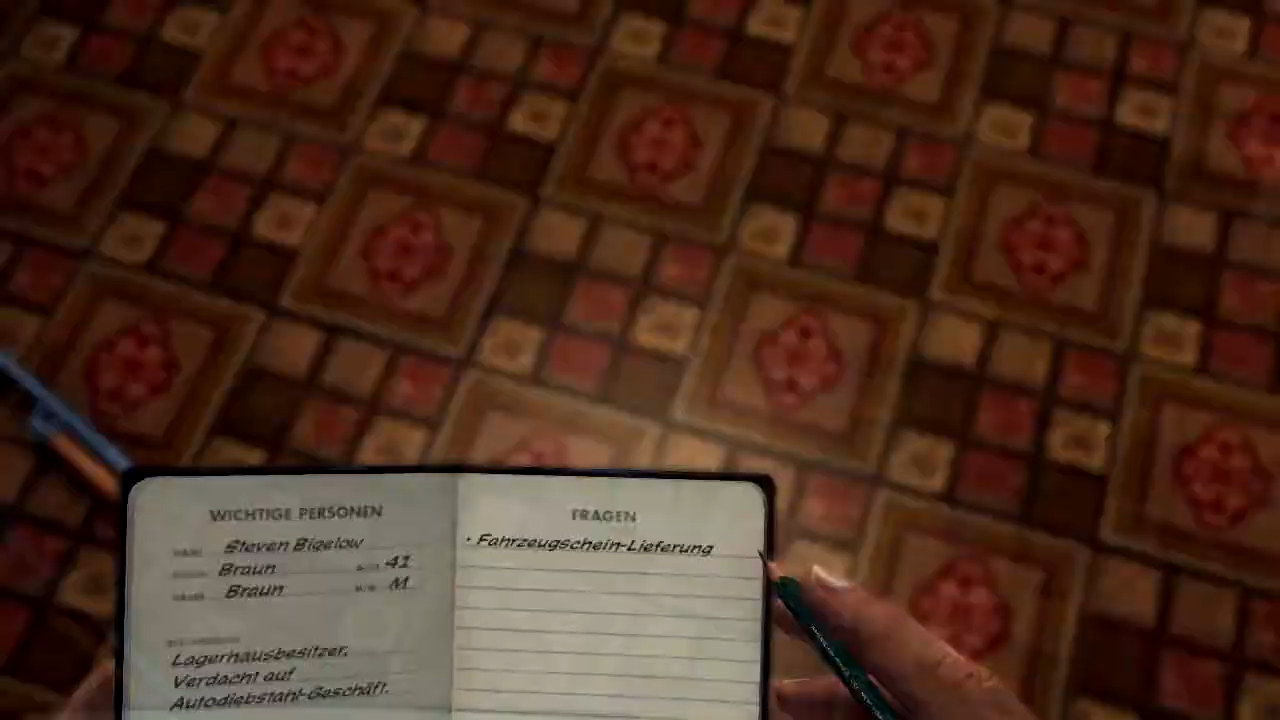 WICHTIGE PERSONEN
Steven Bigelow
Braun 41
Braun M
Lagerhausbesitzer,
Verdacht auf
Autodiebstahl-Geschäft.
FRAGEN
• Fahrzeugschein-Lieferung